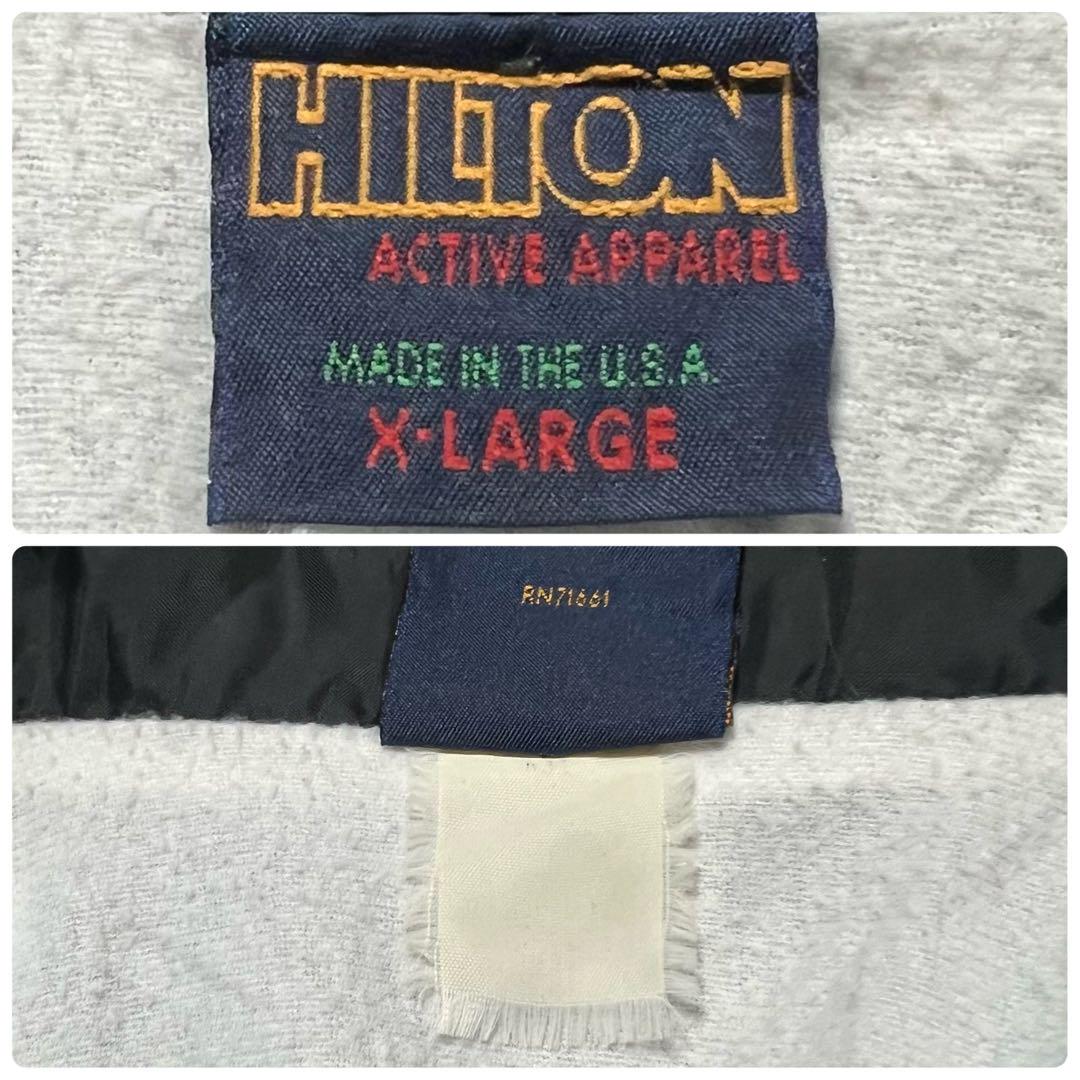 HILTON
ACTIVE APPAREL
MADE IN THE U.S.A.
X-LARGE
RN71661